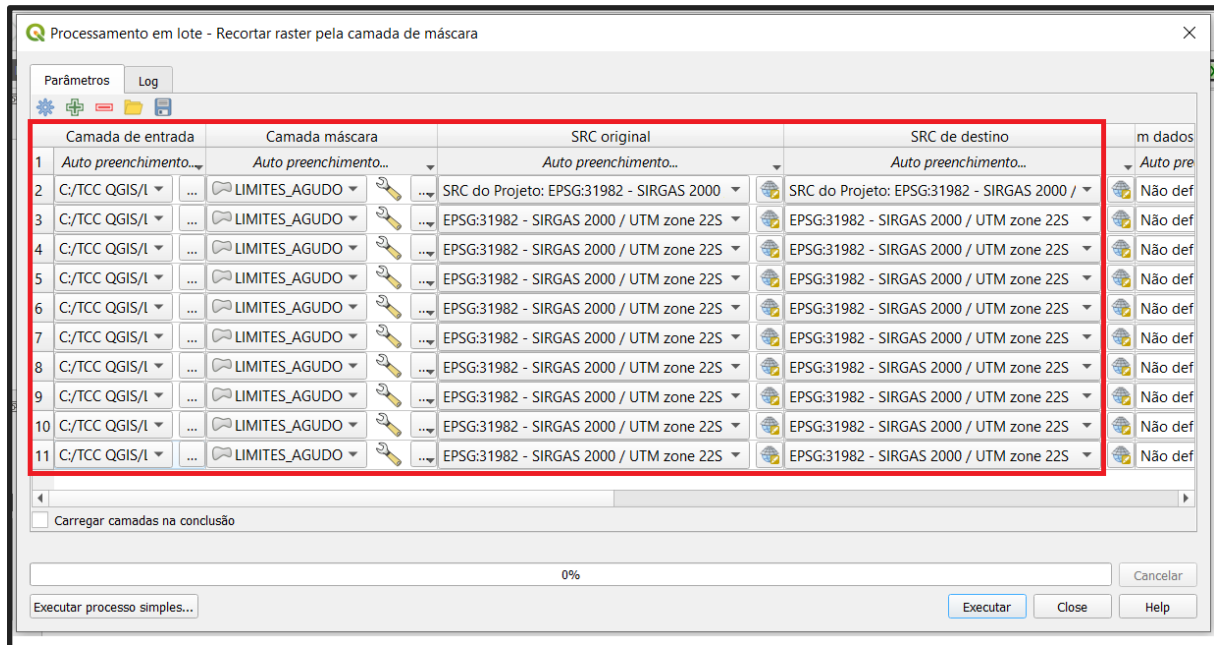 Processamento em lote - Recortar raster pela camada de máscara
Parâmetros Log
Camada de entrada Camada máscara SRC original SRC de destino m dados
1 Auto preenchimento... Auto preenchimento... Auto preenchimento... Auto preenchimento... Auto pre
2 C:/TCC QGIS/L ... LIMITES_AGUDO ... SRC do Projeto: EPSG:31982 - SIRGAS 2000 SRC do Projeto: EPSG:31982 - SIRGAS 2000 / Não def
3 C:/TCC QGIS/L ... LIMITES_AGUDO ... EPSG:31982 - SIRGAS 2000 / UTM zone 22S EPSG:31982 - SIRGAS 2000 / UTM zone 22S Não def
4 C:/TCC QGIS/L ... LIMITES_AGUDO ... EPSG:31982 - SIRGAS 2000 / UTM zone 22S EPSG:31982 - SIRGAS 2000 / UTM zone 22S Não def
5 C:/TCC QGIS/L ... LIMITES_AGUDO ... EPSG:31982 - SIRGAS 2000 / UTM zone 22S EPSG:31982 - SIRGAS 2000 / UTM zone 22S Não def
6 C:/TCC QGIS/L ... LIMITES_AGUDO ... EPSG:31982 - SIRGAS 2000 / UTM zone 22S EPSG:31982 - SIRGAS 2000 / UTM zone 22S Não def
7 C:/TCC QGIS/L ... LIMITES_AGUDO ... EPSG:31982 - SIRGAS 2000 / UTM zone 22S EPSG:31982 - SIRGAS 2000 / UTM zone 22S Não def
8 C:/TCC QGIS/L ... LIMITES_AGUDO ... EPSG:31982 - SIRGAS 2000 / UTM zone 22S EPSG:31982 - SIRGAS 2000 / UTM zone 22S Não def
9 C:/TCC QGIS/L ... LIMITES_AGUDO ... EPSG:31982 - SIRGAS 2000 / UTM zone 22S EPSG:31982 - SIRGAS 2000 / UTM zone 22S Não def
10 C:/TCC QGIS/L ... LIMITES_AGUDO ... EPSG:31982 - SIRGAS 2000 / UTM zone 22S EPSG:31982 - SIRGAS 2000 / UTM zone 22S Não def
11 C:/TCC QGIS/L ... LIMITES_AGUDO ... EPSG:31982 - SIRGAS 2000 / UTM zone 22S EPSG:31982 - SIRGAS 2000 / UTM zone 22S Não def
Carregar camadas na conclusão
0% Cancelar
Executar processo simples... Executar Close Help